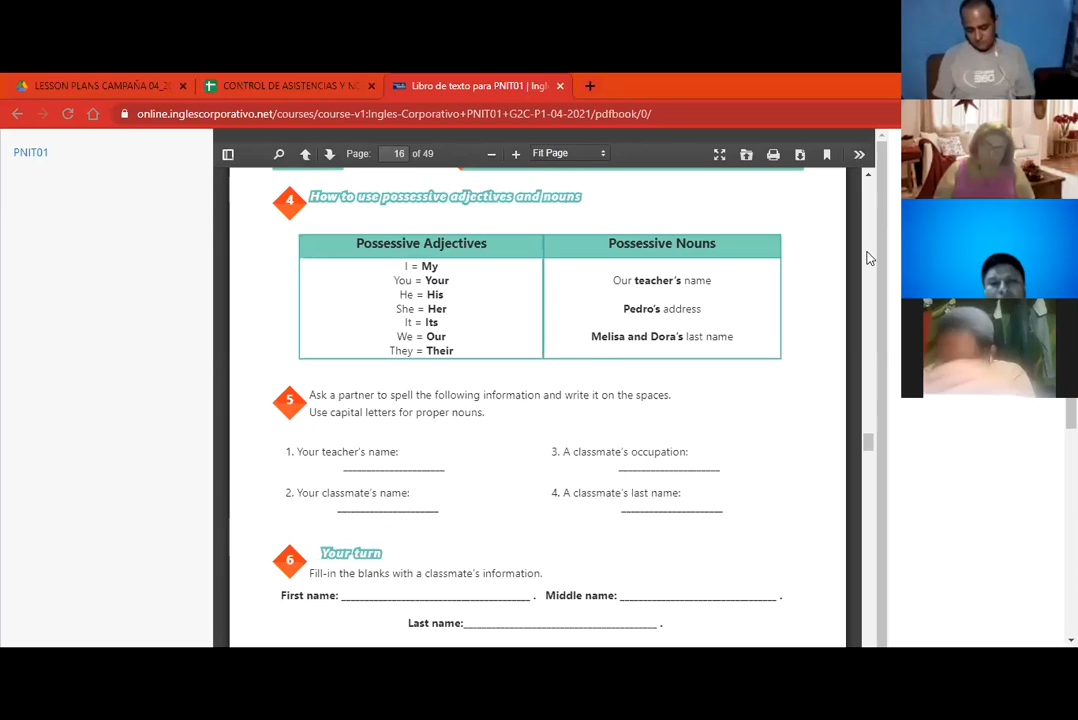 LESSON PLANS CAMPAÑA 04_20
CONTROL DE ASISTENCIAS Y NO
Libro de texto para PNIT01 | Ingl
online.inglescorporativo.net/courses/course-v1:Ingles-Corporativo+PNIT01+G2C-P1-04-2021/pdfbook/0/
PNIT01
Page: 16 of 49
Fit Page
4 How to use possessive adjectives and nouns
Possessive Adjectives
I = My
You = Your
He = His
She = Her
It = Its
We = Our
They = Their
Possessive Nouns
Our teacher's name
Pedro's address
Melisa and Dora's last name
5 Ask a partner to spell the following information and write it on the spaces.
Use capital letters for proper nouns.
1. Your teacher's name:
2. Your classmate's name:
3. A classmate's occupation:
4. A classmate's last name:
6 Your turn
Fill-in the blanks with a classmate's information.
First name: ______________________________ . Middle name: _________________________ .
Last name:_______________________________ .